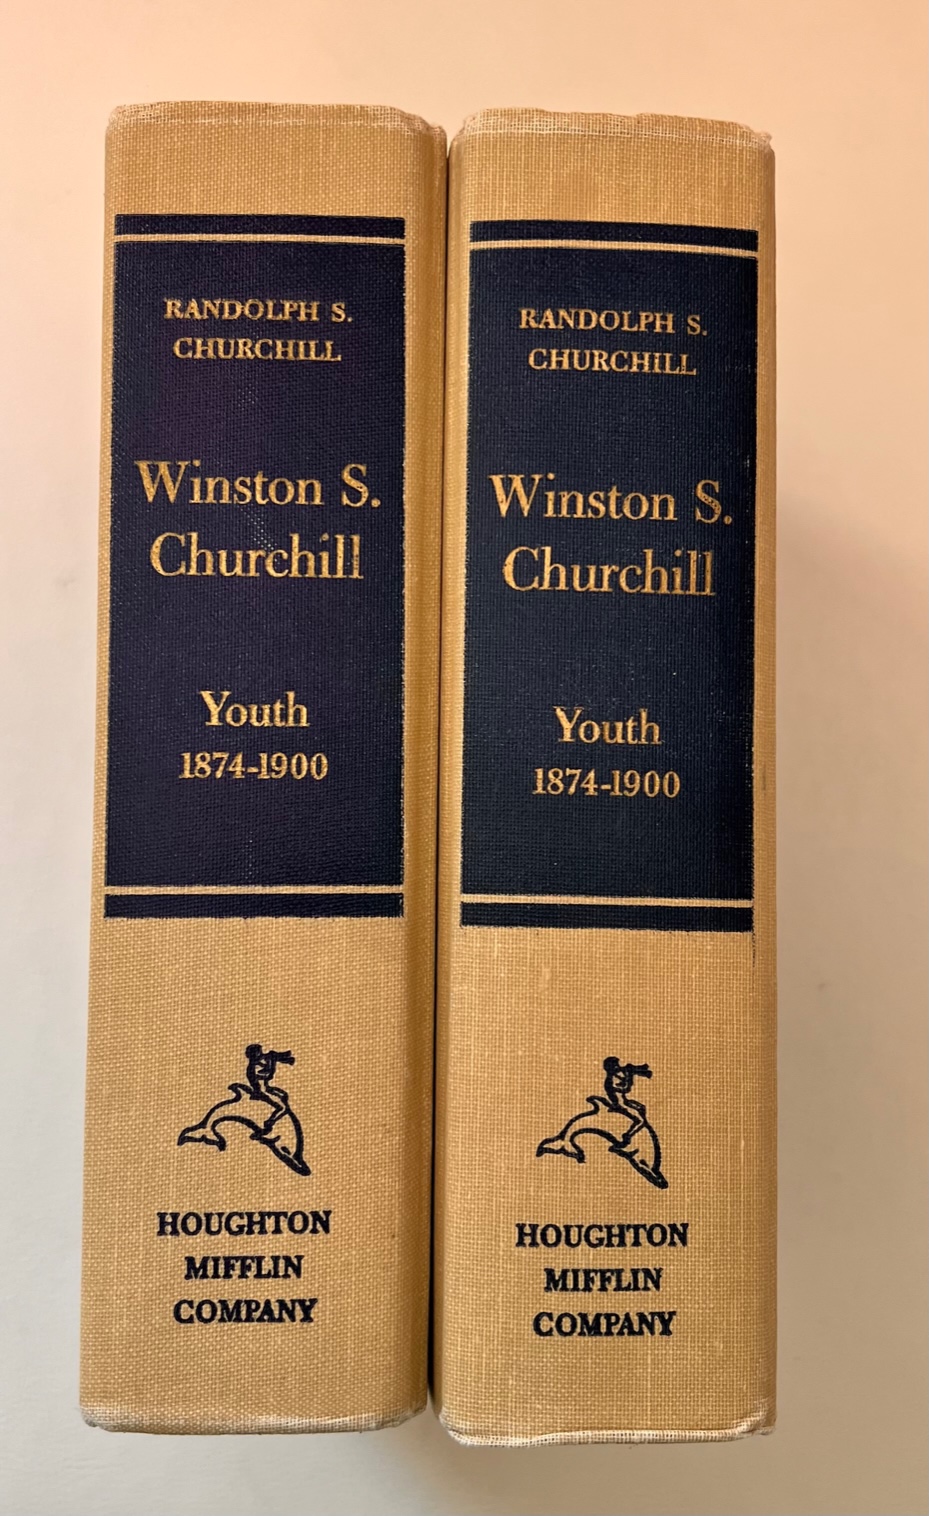 RANDOLPH S.
CHURCHILL
Winston S.
Churchill
Youth
1874-1900
HOUGHTON
MIFFLIN
COMPANY
RANDOLPH S.
CHURCHILL
Winston S.
Churchill
Youth
1874-1900
HOUGHTON
MIFFLIN
COMPANY